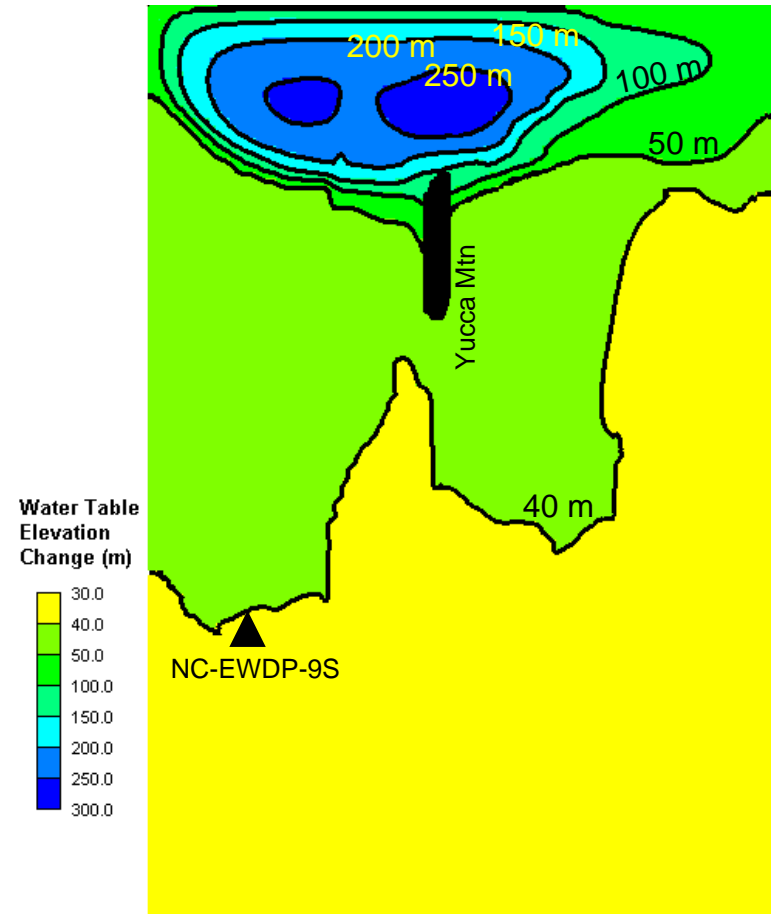 200 m
150 m
250 m
100 m
50 m
Yucca Mtn
40 m
Water Table
Elevation
Change (m)
30.0
40.0
50.0
100.0
150.0
200.0
250.0
300.0
NC-EWDP-9S